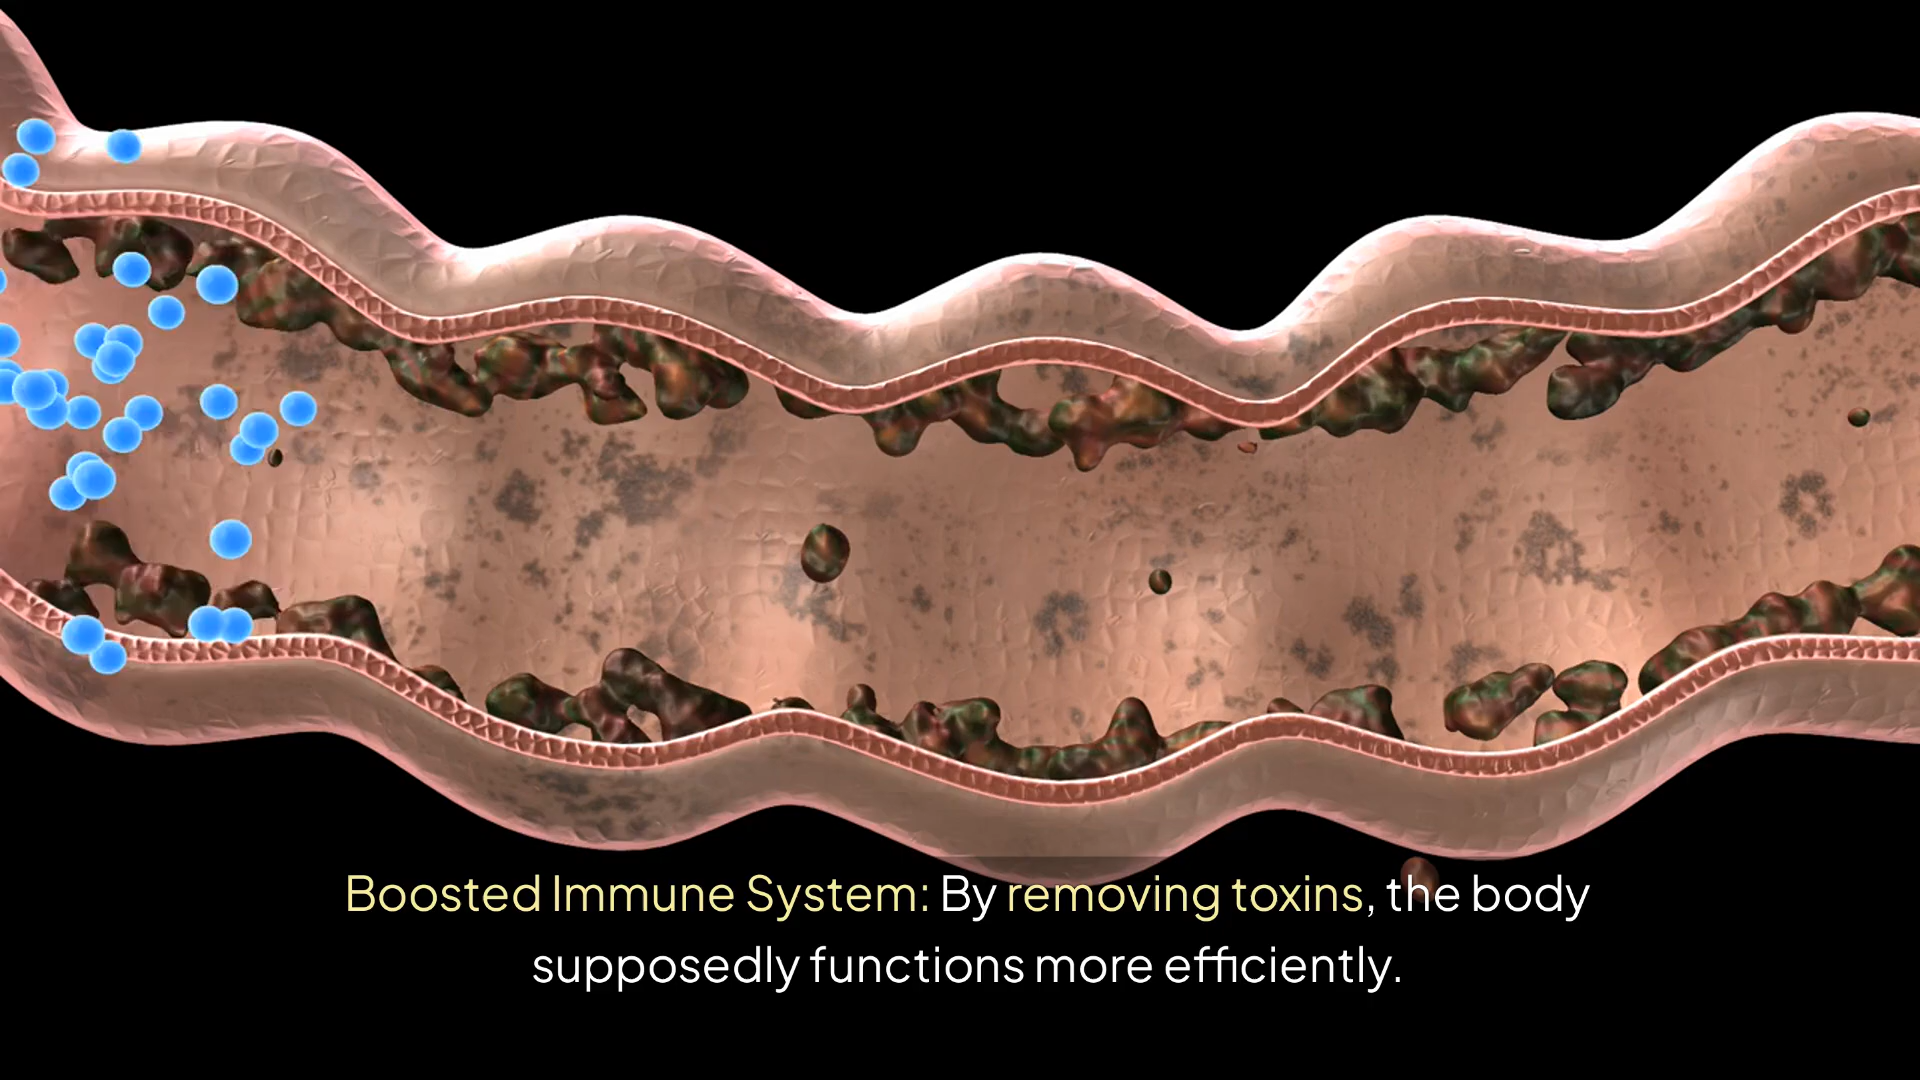 Boosted Immune System: By removing toxins, the body
supposedly functions more efficiently.